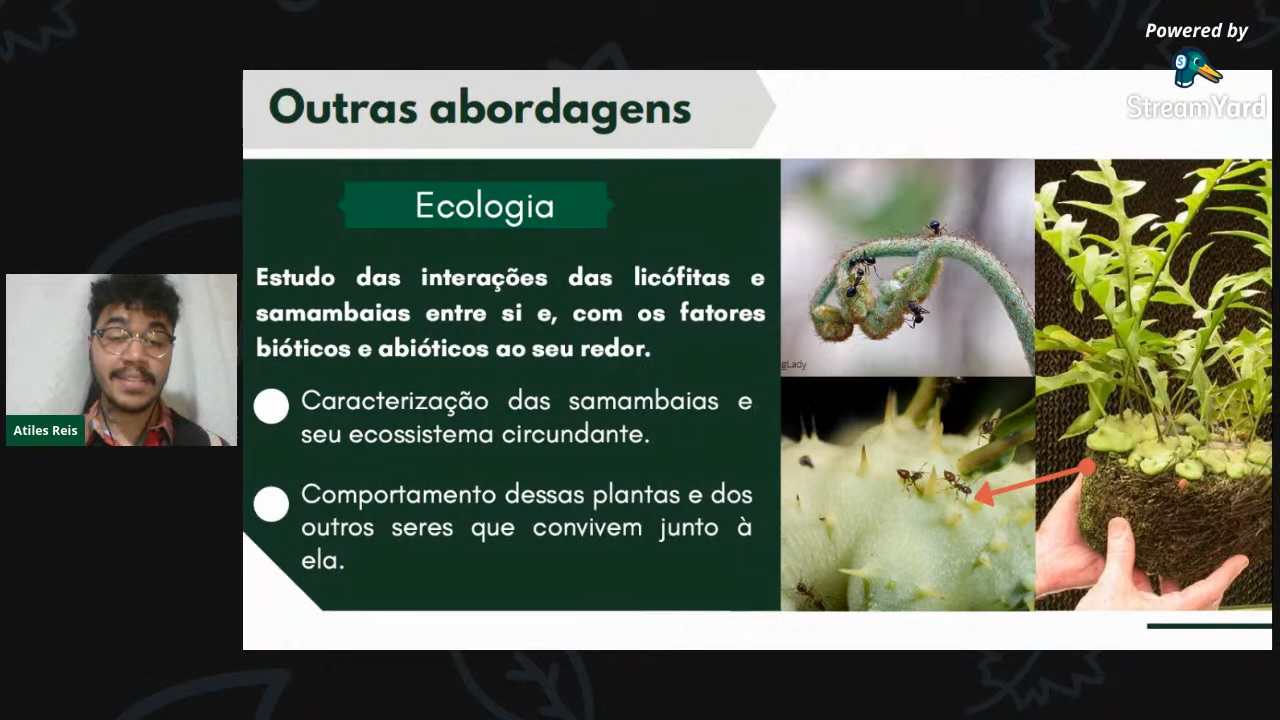 Powered by
StreamYard
Outras abordagens
Ecologia
Estudo das interações das licófitas e
samambaias entre si e, com os fatores
bióticos e abióticos ao seu redor.
Caracterização das samambaias e
seu ecossistema circundante.
Comportamento dessas plantas e dos
outros seres que convivem junto à
ela.
gLady
Atiles Reis